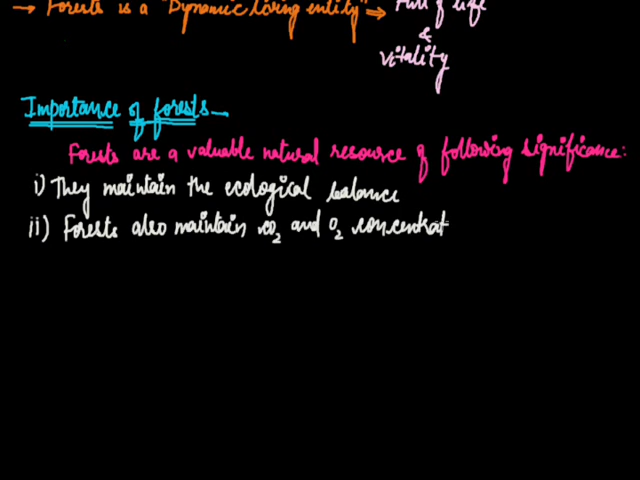 → Forests is a "Dynamic living entity" ⇒ Full of life
&
vitality
Importance of forests
Forests are a valuable natural resource of following significance:
i) They maintain the ecological balance
ii) Forests also maintain CO₂ and O₂ concentrat